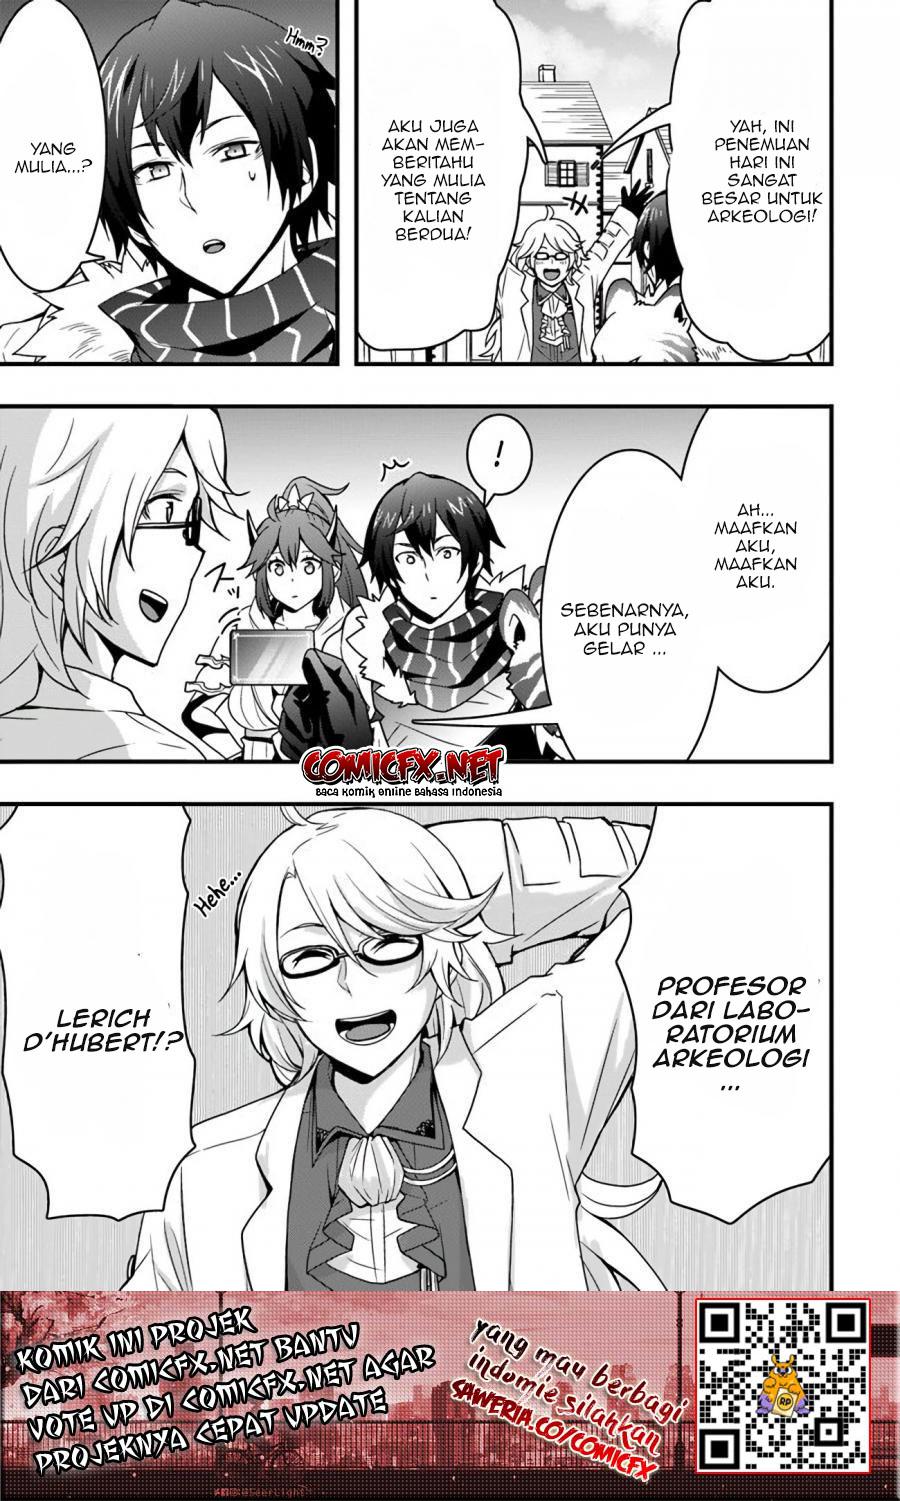 YAH, INI
PENEMUAN
HARI INI
SANGAT
BESAR UNTUK
ARKEOLOGI!
AKU JUGA
AKAN MEM-
BERITAHU
YANG MULIA
TENTANG
KALIAN
BERDUA!
Hmm?
YANG
MULIA...?
AH...
MAAFKAN
AKU,
MAAFKAN
AKU.
SEBENARNYA,
AKU PUNYA
GELAR ...
!
COMICFX.NET
BACA KOMIK ONLINE BAHASA INDONESIA
PROFESOR
DARI LABO-
RATORIUM
ARKEOLOGI
...
Hehe...
LERICH
D'HUBERT!?
KOMIK INI PROJEK
DARI COMICFX.NET BANTU
VOTE UP DI COMICFX.NET AGAR
PROJEKNYA CEPAT UPDATE
yang mau berbagi
indomie silahkan
SAWERIA.CO/COMICFX
RP
@SeerLight